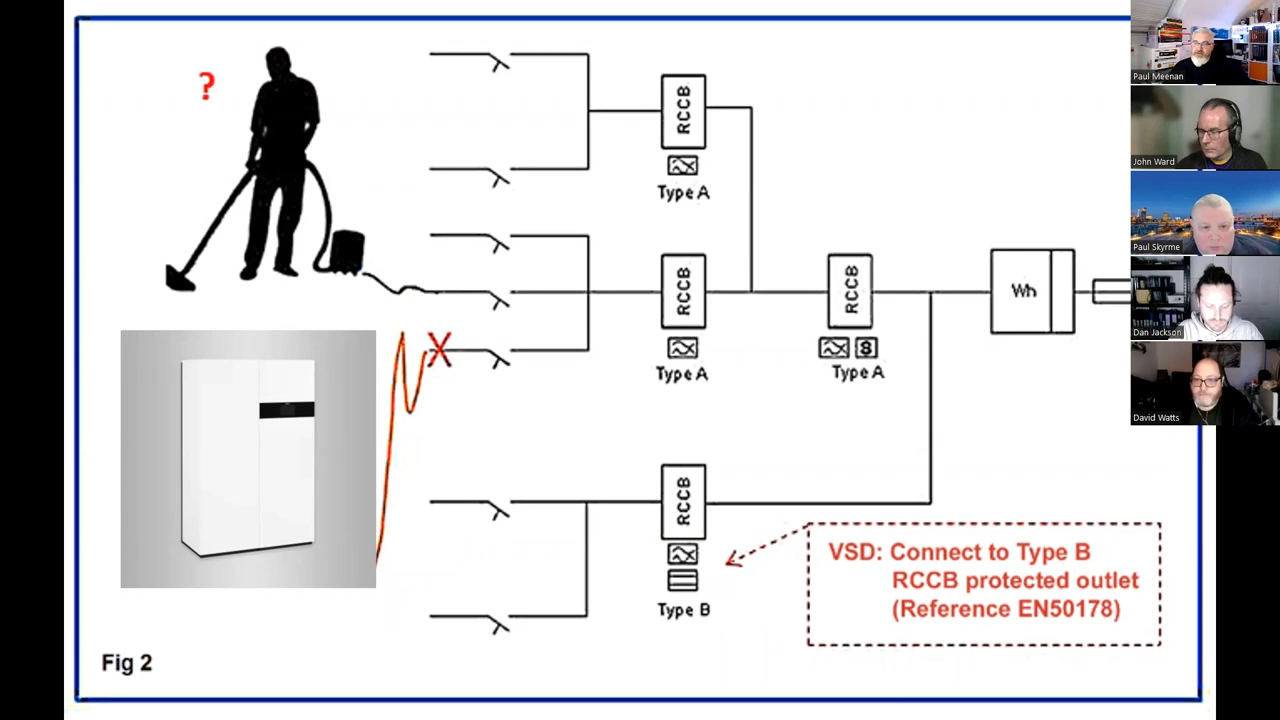 ?
RCCB
Type A
RCCB
Type A
RCCB
S
Type A
Wh
X
RCCB
Type B
VSD: Connect to Type B
RCCB protected outlet
(Reference EN50178)
Fig 2
Paul Meenan
John Ward
Paul Skyrme
Dan Jackson
David Watts